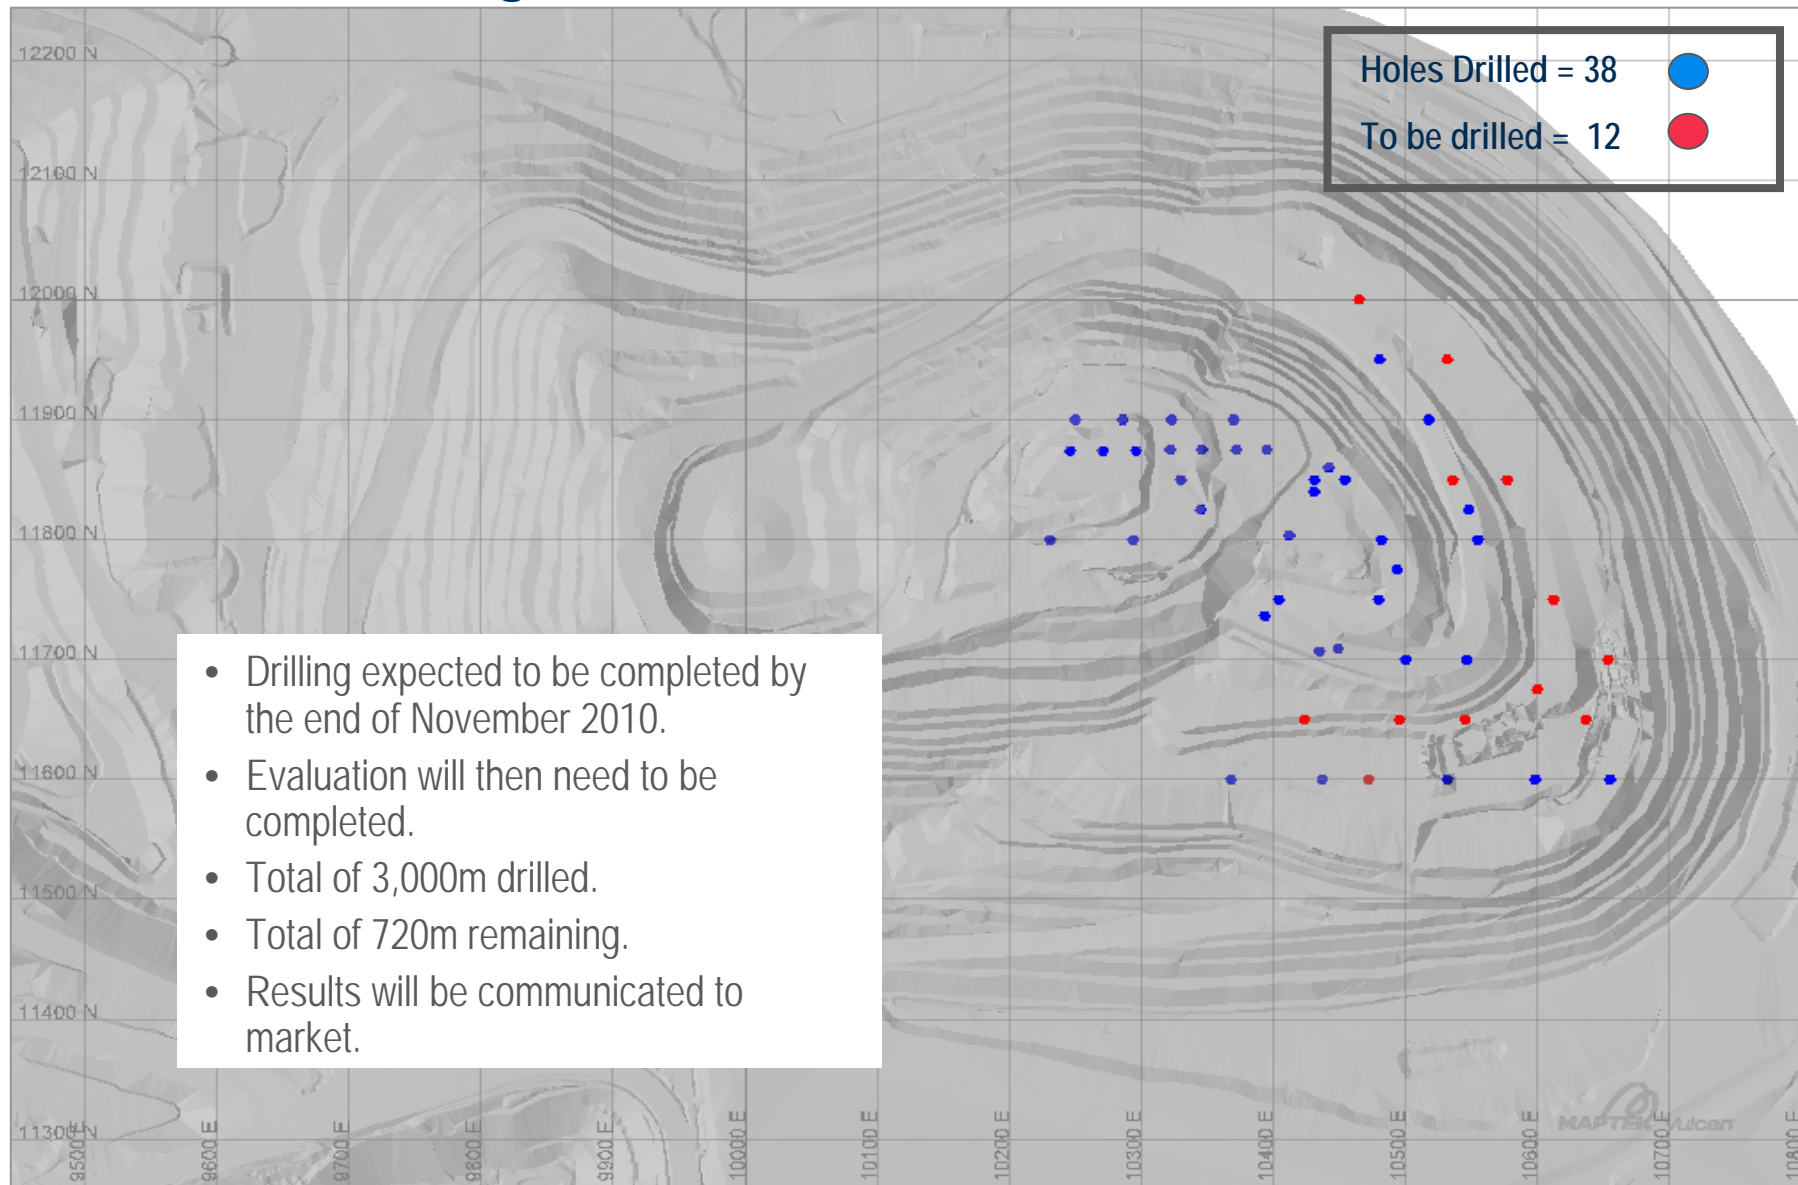 Holes Drilled = 38
To be drilled = 12
12200 N
12100 N
12000 N
11900 N
11800 N
11700 N
11600 N
11500 N
11400 N
11300 N
• Drilling expected to be completed by
the end of November 2010.
• Evaluation will then need to be
completed.
• Total of 3,000m drilled.
• Total of 720m remaining.
• Results will be communicated to
market.
9500 E
9600 E
9700 E
9800 E
9900 E
10000 E
10100 E
10200 E
10300 E
10400 E
10500 E
10600 E
10700 E
10800 E
MAPTEK Vulcan